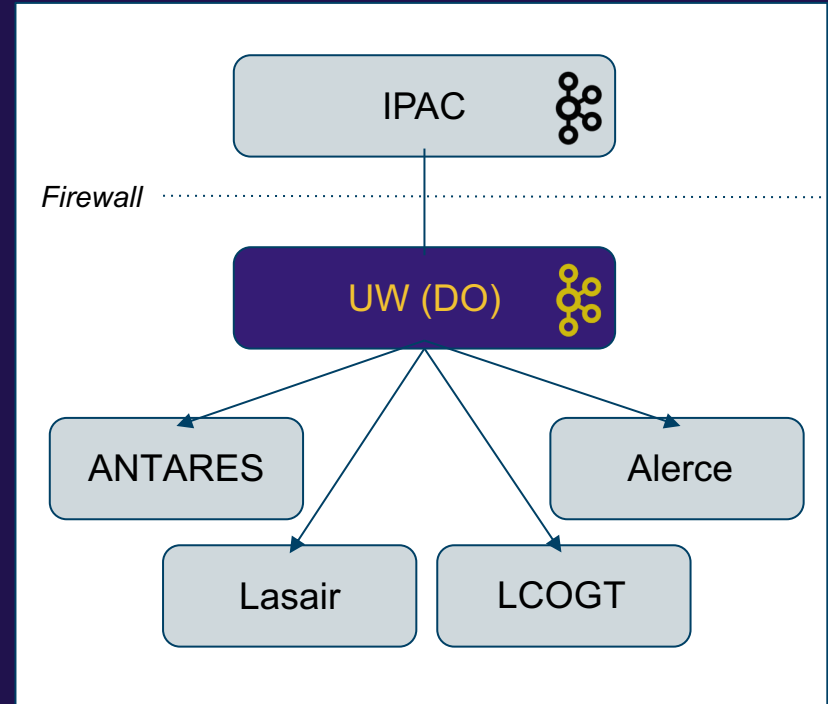 IPAC
Firewall
UW (DO)
ANTARES
Alerce
Lasair
LCOGT